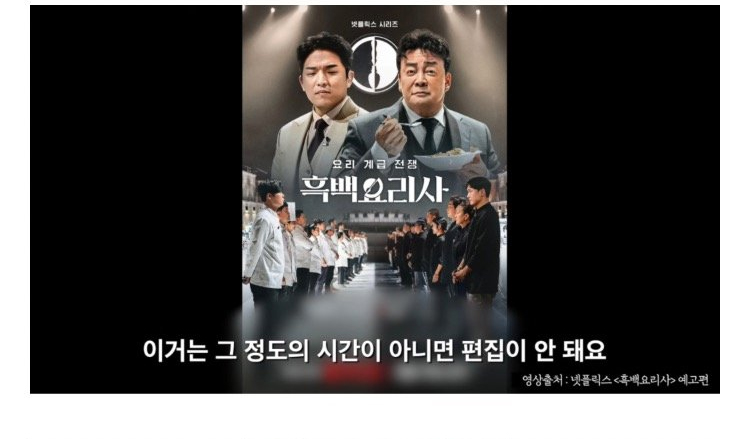 넷플릭스 시리즈
요리 계급 전쟁
흑백요리사
이거는 그 정도의 시간이 아니면 편집이 안 돼요
영상출처 : 넷플릭스 <흑백요리사> 예고편